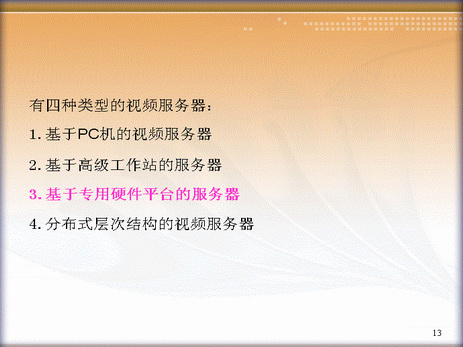 有四种类型的视频服务器：
1.基于PC机的视频服务器
2.基于高级工作站的服务器
3.基于专用硬件平台的服务器
4.分布式层次结构的视频服务器
13